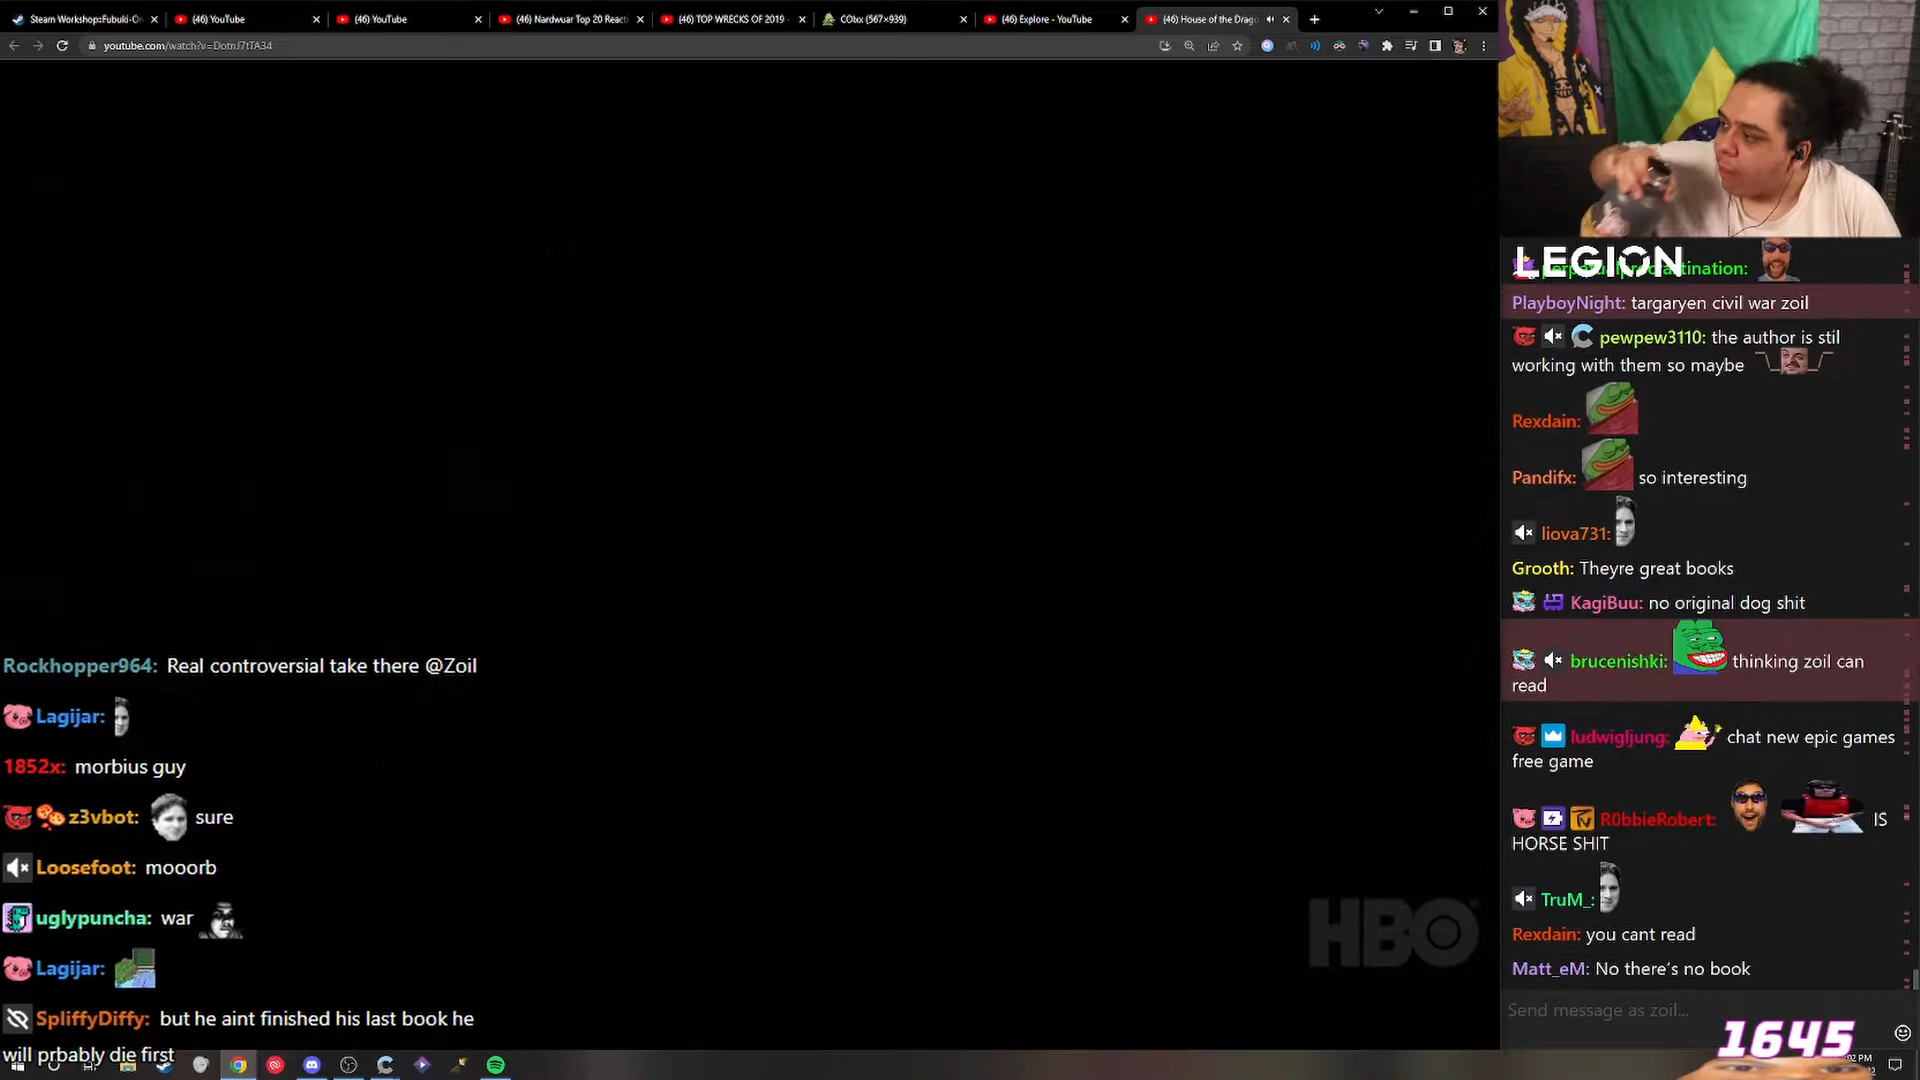 Steam Workshop::Fubuki-Or
(46) YouTube
(46) YouTube
(46) Nardwuar Top 20 React
(46) TOP WRECKS OF 2019 -
COtxx (567×939)
(46) Explore - YouTube
(46) House of the Drago
youtube.com/watch?v=DotnJ7tTA34
LEGION
PlayboyNight: targaryen civil war zoil
pewpew3110: the author is stil
working with them so maybe
Rexdain:
Pandifx: so interesting
liova731:
Grooth: Theyre great books
KagiBuu: no original dog shit
brucenishki: thinking zoil can
read
ludwigljung: chat new epic games
free game
R0bbieRobert: IS
HORSE SHIT
TruM_:
Rexdain: you cant read
Matt_eM: No there's no book
Send message as zoil...
1645
Rockhopper964: Real controversial take there @Zoil
Lagijar:
1852x: morbius guy
z3vbot: sure
Loosefoot: mooorb
uglypuncha: war
Lagijar:
SpliffyDiffy: but he aint finished his last book he
will prbably die first
HBO